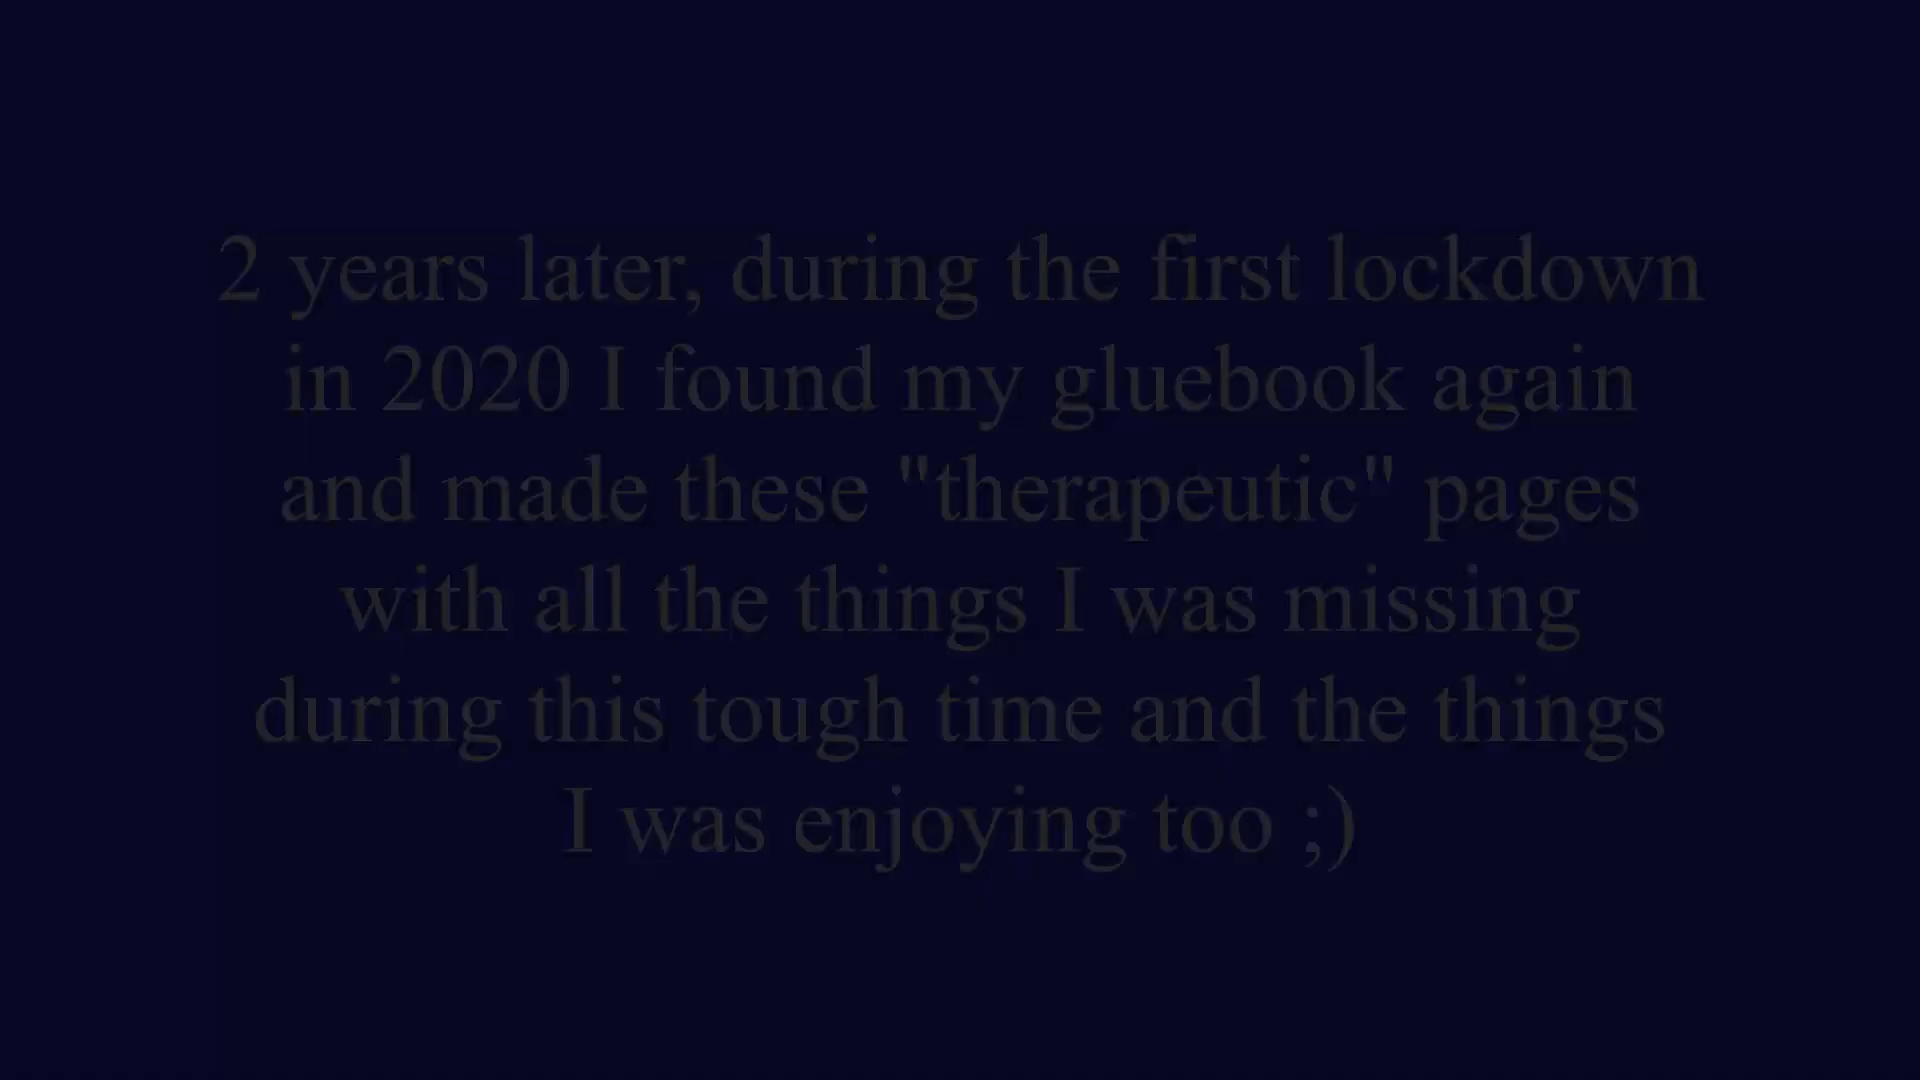 2 years later, during the first lockdown
in 2020 I found my gluebook again
and made these "therapeutic" pages
with all the things I was missing
during this tough time and the things
I was enjoying too ;)